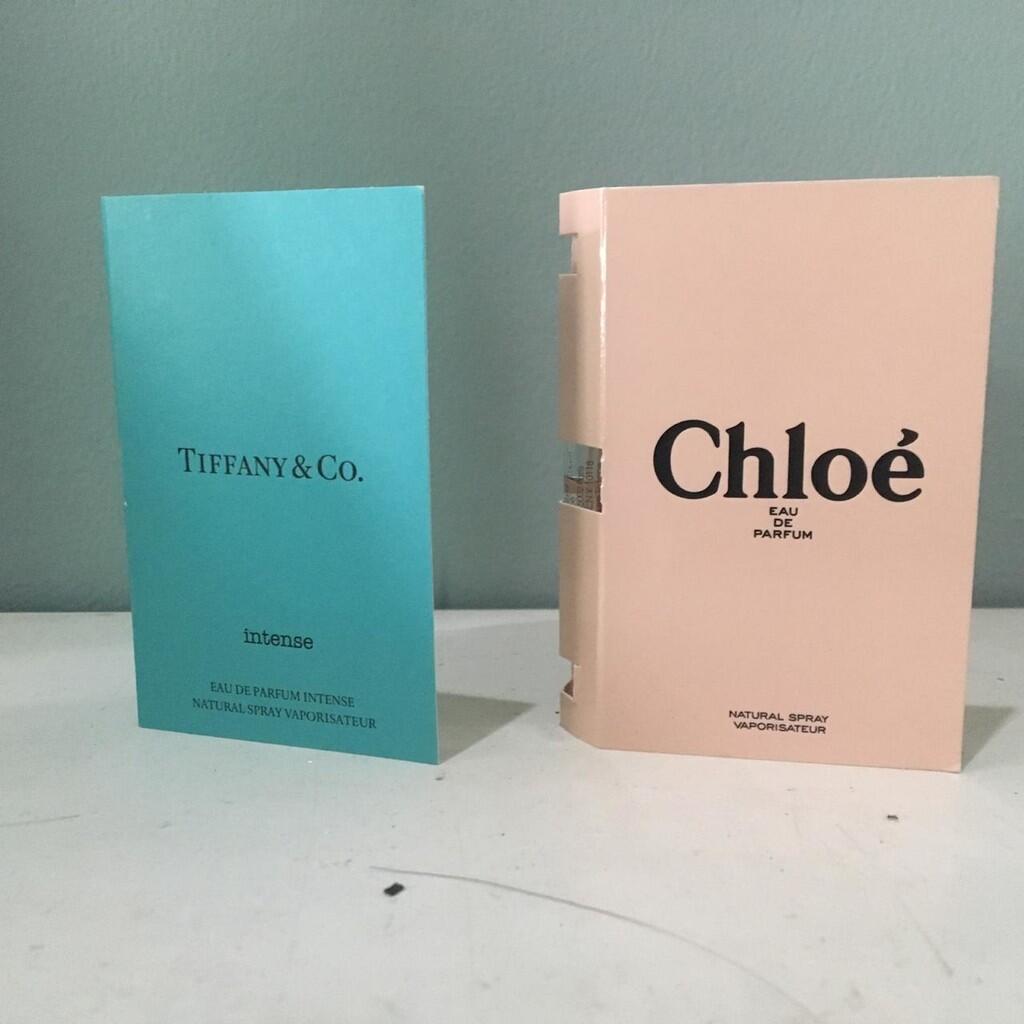 TIFFANY & CO.
intense
EAU DE PARFUM INTENSE
NATURAL SPRAY VAPORISATEUR
Chloé
EAU
DE
PARFUM
NATURAL SPRAY
VAPORISATEUR